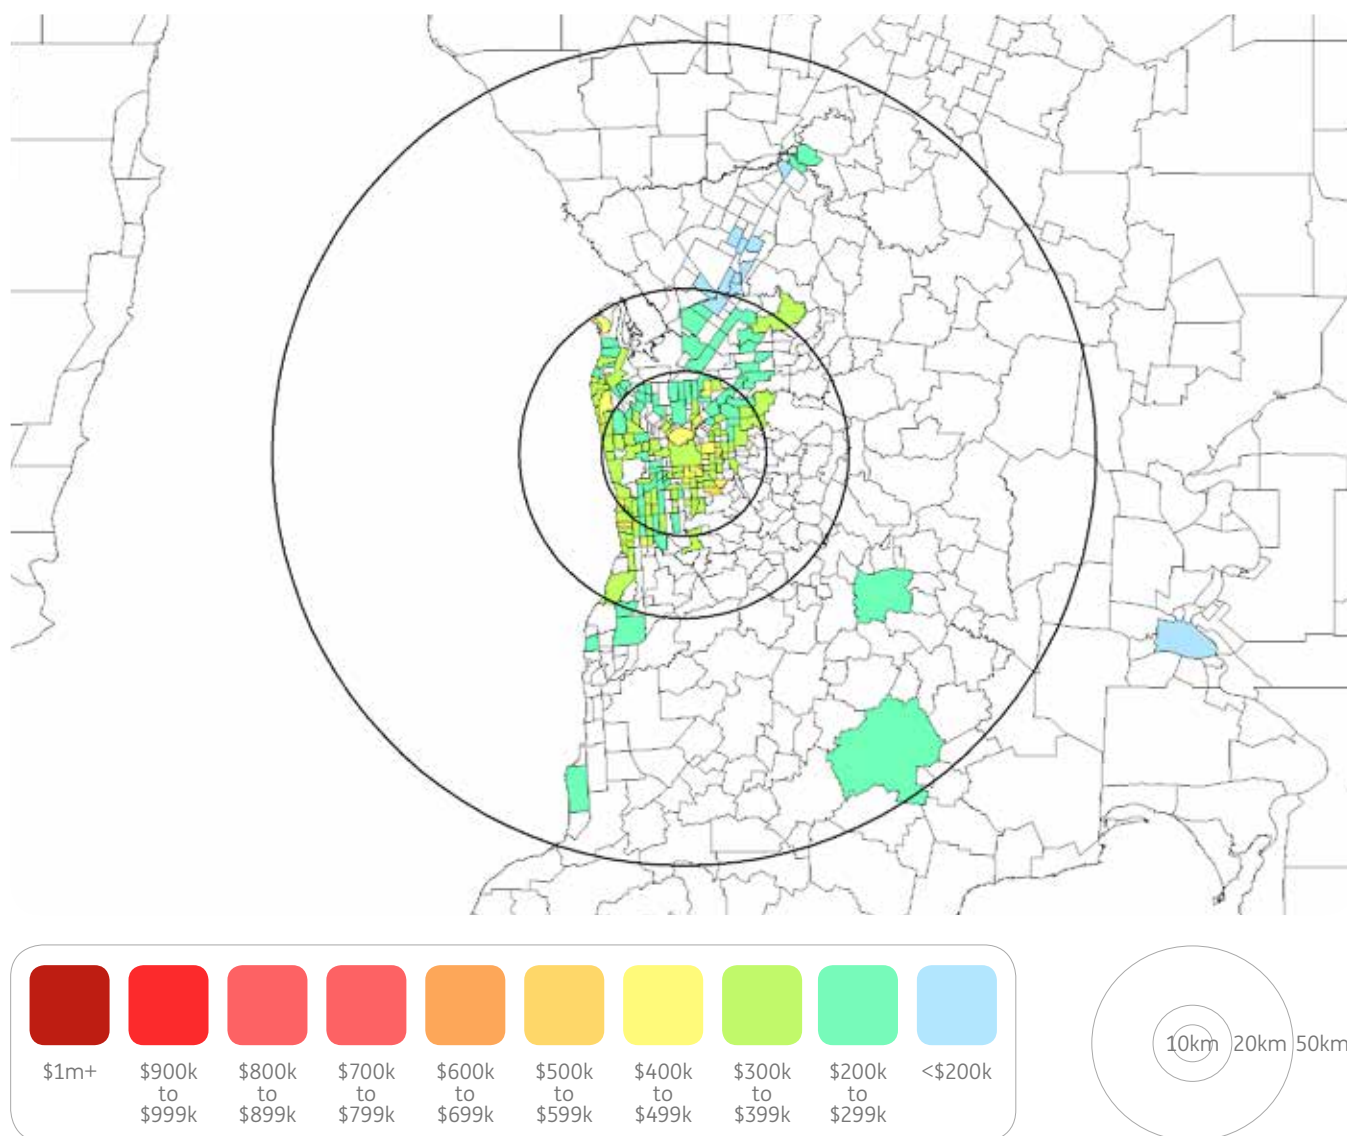 $1m+
$900k
to
$999k
$800k
to
$899k
$700k
to
$799k
$600k
to
$699k
$500k
to
$599k
$400k
to
$499k
$300k
to
$399k
$200k
to
$299k
<$200k
10km
20km
50km